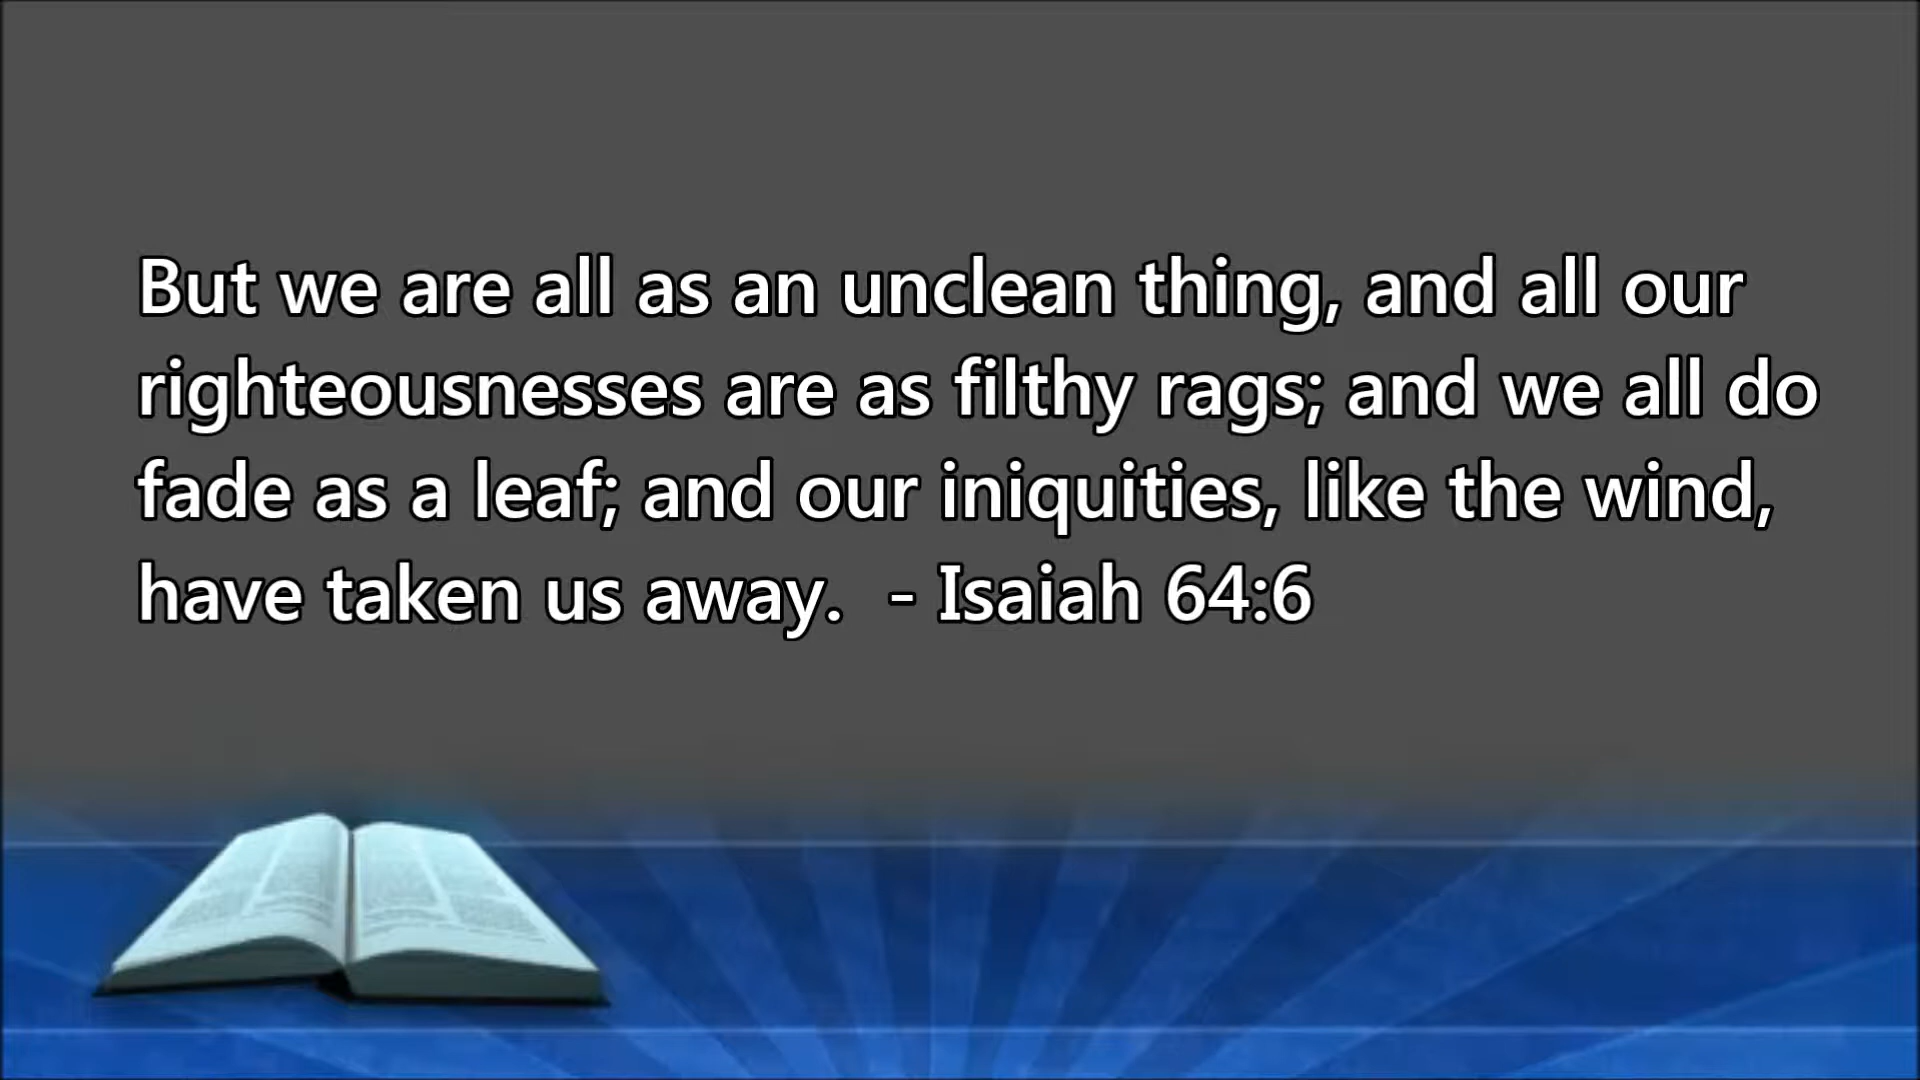 But we are all as an unclean thing, and all our
righteousnesses are as filthy rags; and we all do
fade as a leaf; and our iniquities, like the wind,
have taken us away.  - Isaiah 64:6